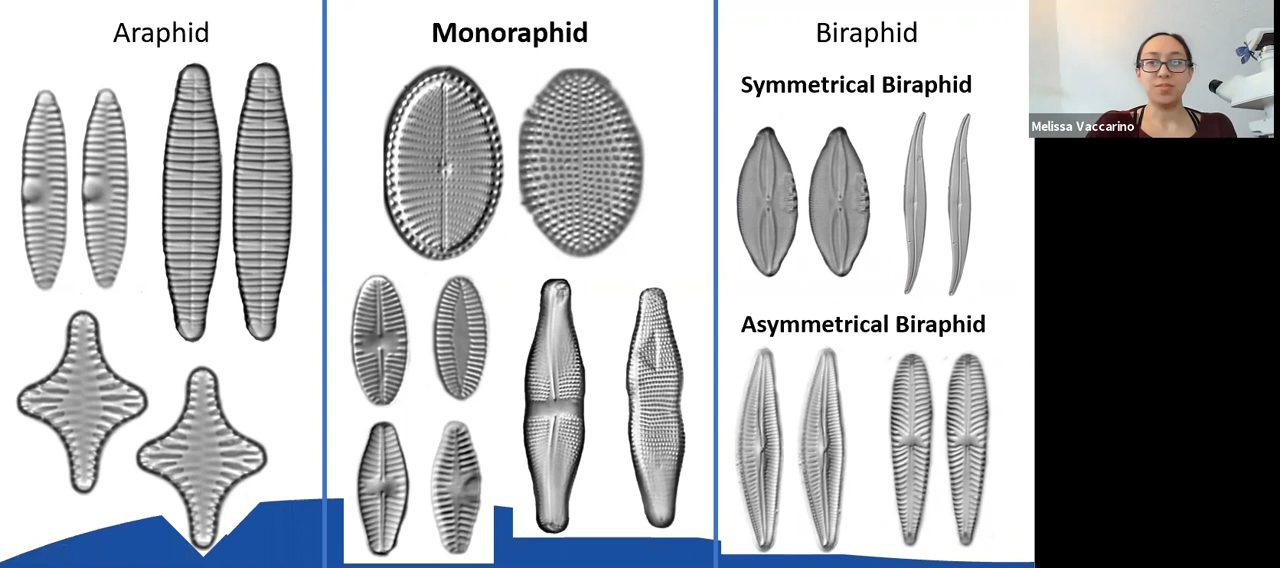 Araphid
Monoraphid
Biraphid
Symmetrical Biraphid
Asymmetrical Biraphid
Melissa Vaccarino